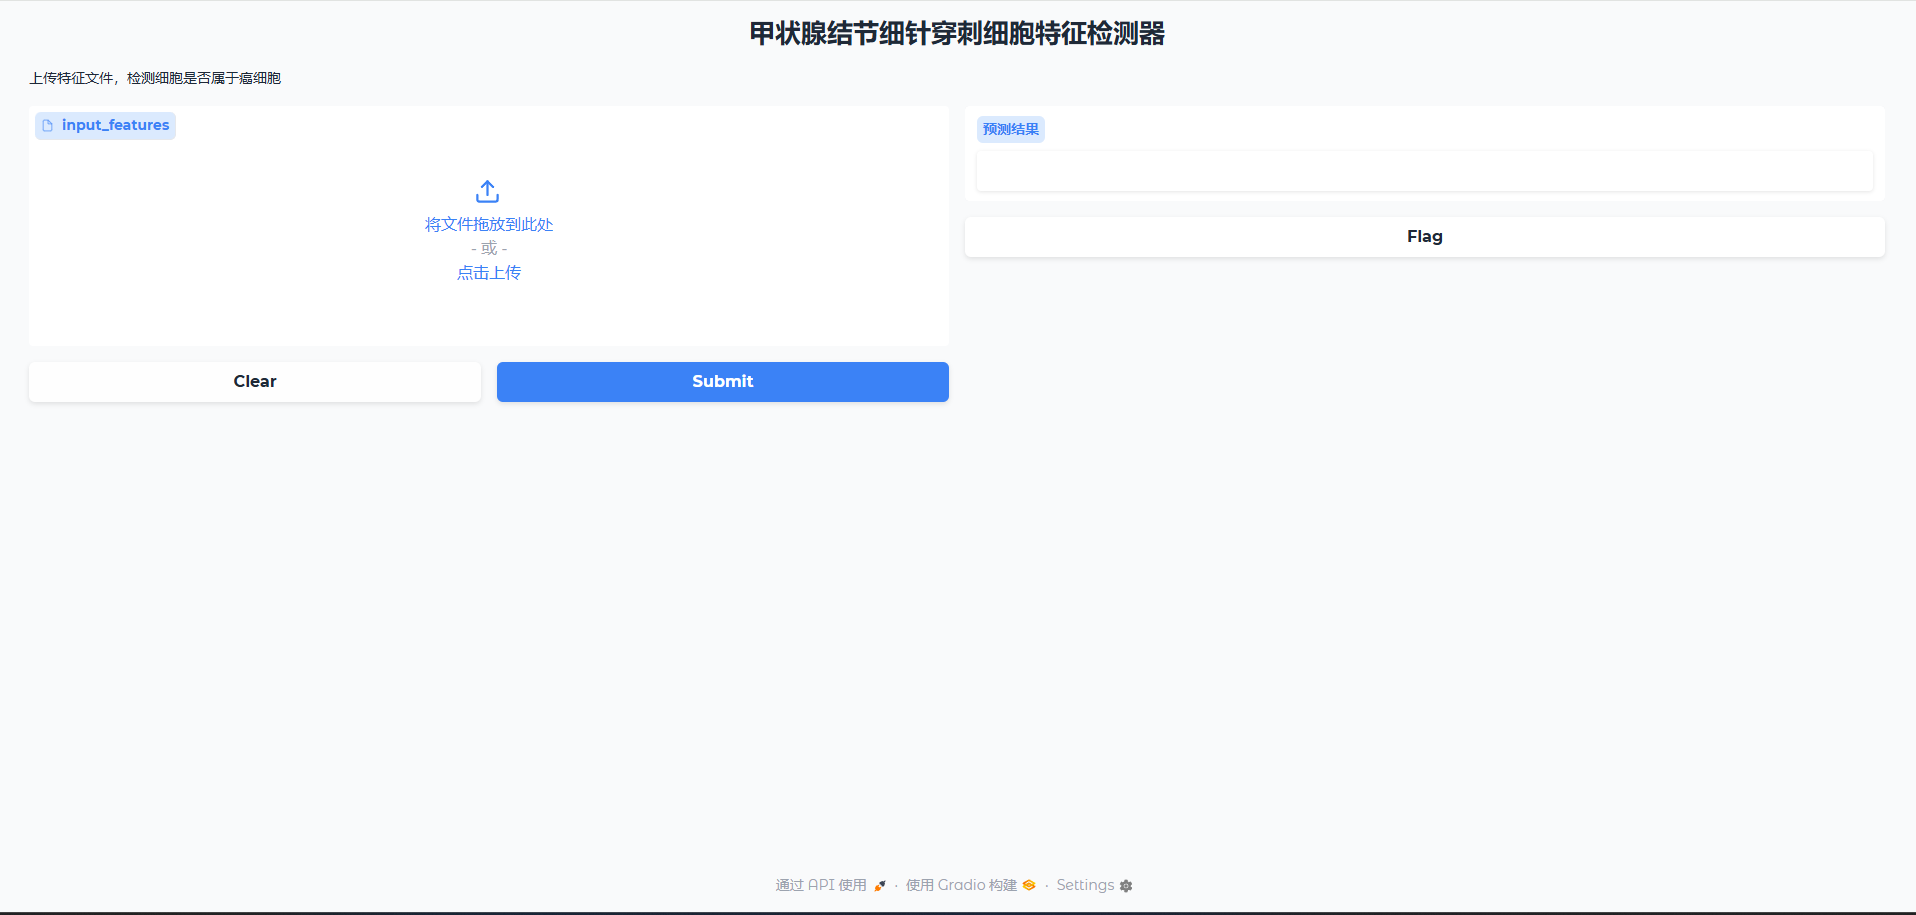 甲状腺结节细针穿刺细胞特征检测器
上传特征文件，检测细胞是否属于癌细胞
input_features
将文件拖放到此处
- 或 -
点击上传
Clear
Submit
预测结果
Flag
通过 API 使用 · 使用 Gradio 构建 · Settings